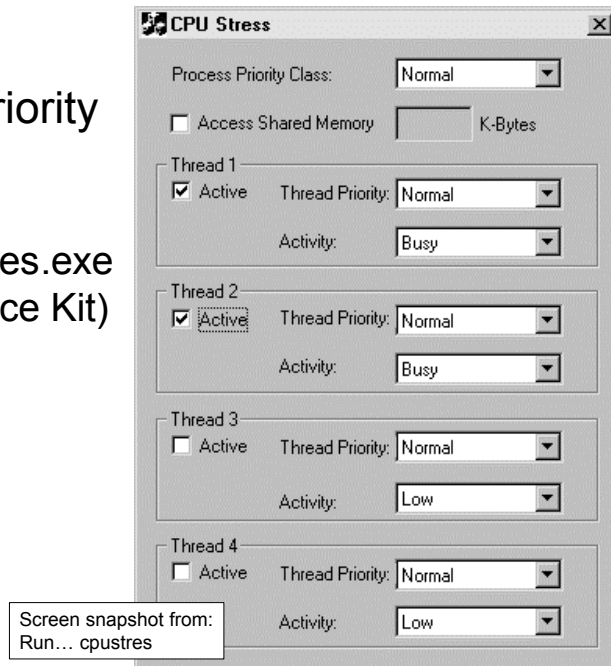 CPU Stress
Process Priority Class: Normal
riority
Access Shared Memory K-Bytes
Thread 1
Active Thread Priority: Normal
Activity: Busy
es.exe
ce Kit)
Thread 2
Active Thread Priority: Normal
Activity: Busy
Thread 3
Active Thread Priority: Normal
Activity: Low
Thread 4
Active Thread Priority: Normal
Activity: Low
Screen snapshot from:
Run… cpustres